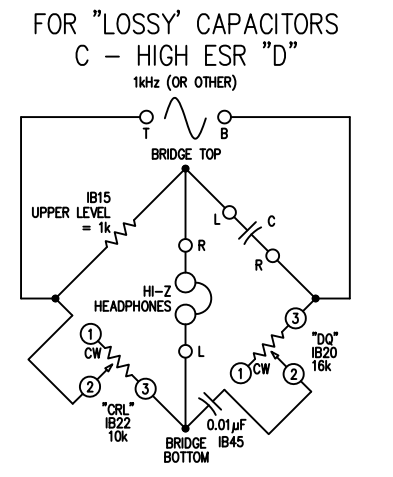 FOR "LOSSY' CAPACITORS
C – HIGH ESR "D"
1kHz (OR OTHER)
T
B
BRIDGE TOP
IB15
UPPER LEVEL
= 1k
L
C
R
R
HI-Z
HEADPHONES
1
CW
2
3
"CRL"
IB22
10k
L
3
"DQ"
IB20
16k
1
CW
2
0.01µF
IB45
BRIDGE
BOTTOM